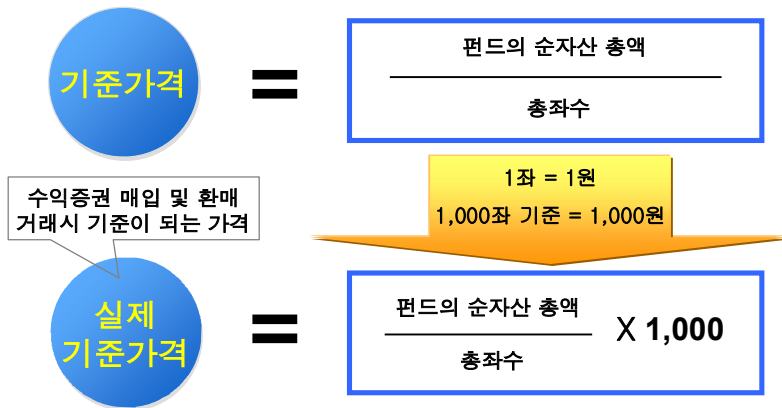 기준가격
=
펀드의 순자산 총액
총좌수
1좌 = 1원
1,000좌 기준 = 1,000원
수익증권 매입 및 환매
거래시 기준이 되는 가격
실제
기준가격
=
펀드의 순자산 총액
총좌수
X 1,000